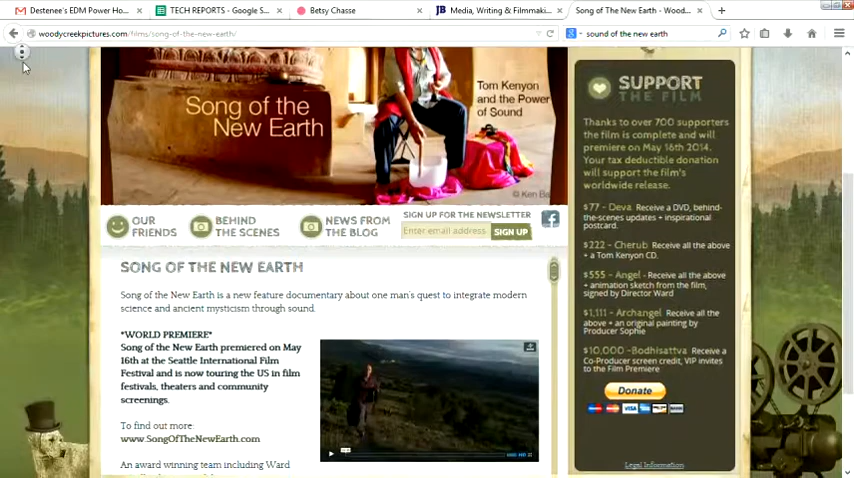 Destenee's EDM Power Ho...
TECH REPORTS - Google S...
Betsy Chasse
Media, Writing & Filmmaki...
Song of The New Earth - Wood...
woodycreekpictures.com/films/song-of-the-new-earth/
sound of the new earth
Song of the
New Earth
Tom Kenyon
and the Power
of Sound
© Ken Ba
OUR
FRIENDS
BEHIND
THE SCENES
NEWS FROM
THE BLOG
SIGN UP FOR THE NEWSLETTER
Enter email address
SIGN UP
SONG OF THE NEW EARTH
Song of the New Earth is a new feature documentary about one man's quest to integrate modern
science and ancient mysticism through sound.
*WORLD PREMIERE*
Song of the New Earth premiered on May
16th at the Seattle International Film
Festival and is now touring the US in film
festivals, theaters and community
screenings.
To find out more:
www.SongOfTheNewEarth.com
An award winning team including Ward
SUPPORT
THE FILM
Thanks to over 700 supporters
the film is complete and will
premiere on May 16th 2014.
Your tax deductible donation
will support the film's
worldwide release.
$77 - Deva Receive a DVD, behind-
the-scenes updates + inspirational
postcard.
$222 - Cherub Receive all the above
+ a Tom Kenyon CD.
$555 - Angel - Receive all the above
+ animation sketch from the film,
signed by Director Ward
$1,111 - Archangel Receive all the
above + an original painting by
Producer Sophie
$10,000 -Bodhisattva Receive a
Co-Producer screen credit, VIP invites
to the Film Premiere
Donate
VISA
Legal Information